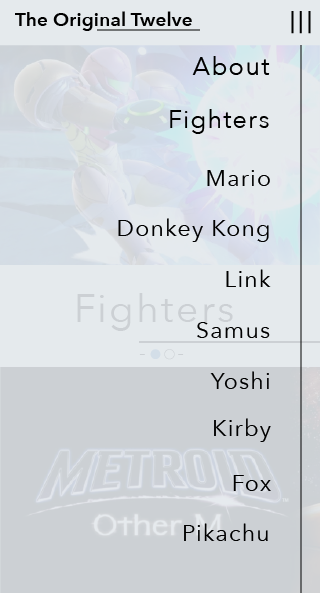 The Original Twelve
About
Fighters
Mario
Donkey Kong
Link
Fighters
Samus
Yoshi
Kirby
METROID
Fox
Other M
Pikachu